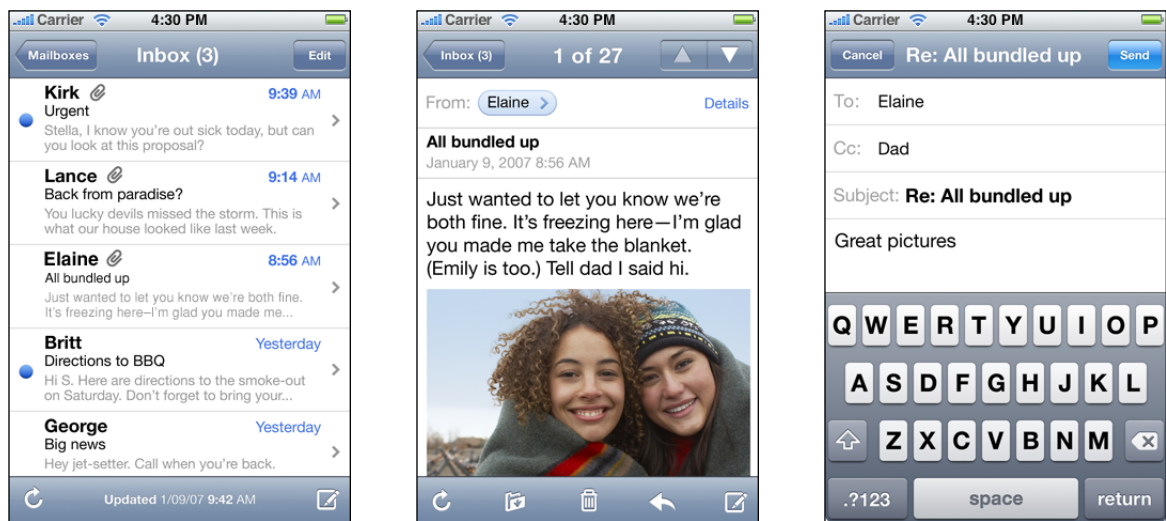 Carrier 4:30 PM
Mailboxes Inbox (3) Edit
Kirk 9:39 AM
Urgent
Stella, I know you're out sick today, but can
you look at this proposal?
Lance 9:14 AM
Back from paradise?
You lucky devils missed the storm. This is
what our house looked like last week.
Elaine 8:56 AM
All bundled up
Just wanted to let you know we're both fine.
It's freezing here–I'm glad you made me...
Britt Yesterday
Directions to BBQ
Hi S. Here are directions to the smoke-out
on Saturday. Don't forget to bring your...
George Yesterday
Big news
Hey jet-setter. Call when you're back.
Updated 1/09/07 9:42 AM
Carrier 4:30 PM
Inbox (3) 1 of 27
From: Elaine Details
All bundled up
January 9, 2007 8:56 AM
Just wanted to let you know we're
both fine. It's freezing here—I'm glad
you made me take the blanket.
(Emily is too.) Tell dad I said hi.
Carrier 4:30 PM
Cancel Re: All bundled up Send
To: Elaine
Cc: Dad
Subject: Re: All bundled up
Great pictures
Q W E R T Y U I O P
A S D F G H J K L
Z X C V B N M
.?123 space return